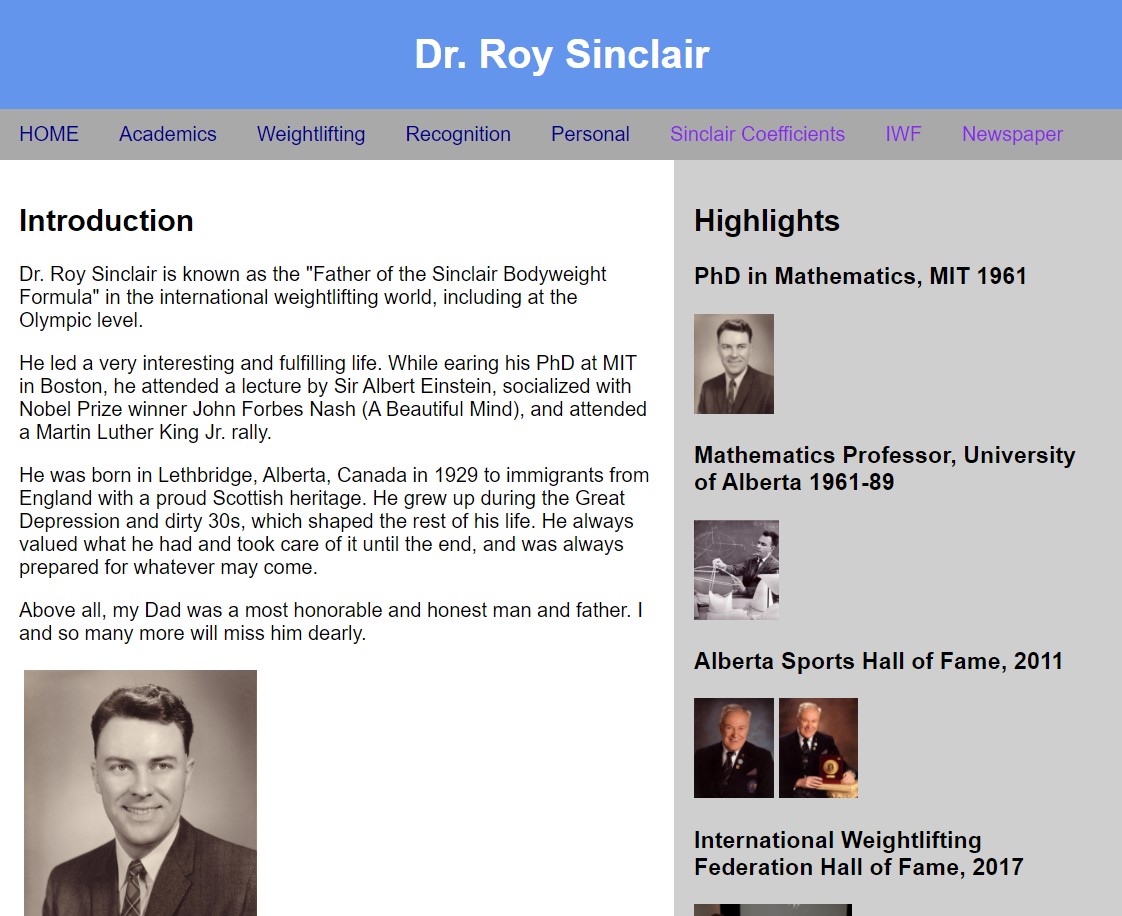 Dr. Roy Sinclair
HOME Academics Weightlifting Recognition Personal Sinclair Coefficients IWF Newspaper
Introduction
Dr. Roy Sinclair is known as the "Father of the Sinclair Bodyweight
Formula" in the international weightlifting world, including at the
Olympic level.
He led a very interesting and fulfilling life. While earing his PhD at MIT
in Boston, he attended a lecture by Sir Albert Einstein, socialized with
Nobel Prize winner John Forbes Nash (A Beautiful Mind), and attended
a Martin Luther King Jr. rally.
He was born in Lethbridge, Alberta, Canada in 1929 to immigrants from
England with a proud Scottish heritage. He grew up during the Great
Depression and dirty 30s, which shaped the rest of his life. He always
valued what he had and took care of it until the end, and was always
prepared for whatever may come.
Above all, my Dad was a most honorable and honest man and father. I
and so many more will miss him dearly.
Highlights
PhD in Mathematics, MIT 1961
Mathematics Professor, University
of Alberta 1961-89
Alberta Sports Hall of Fame, 2011
International Weightlifting
Federation Hall of Fame, 2017